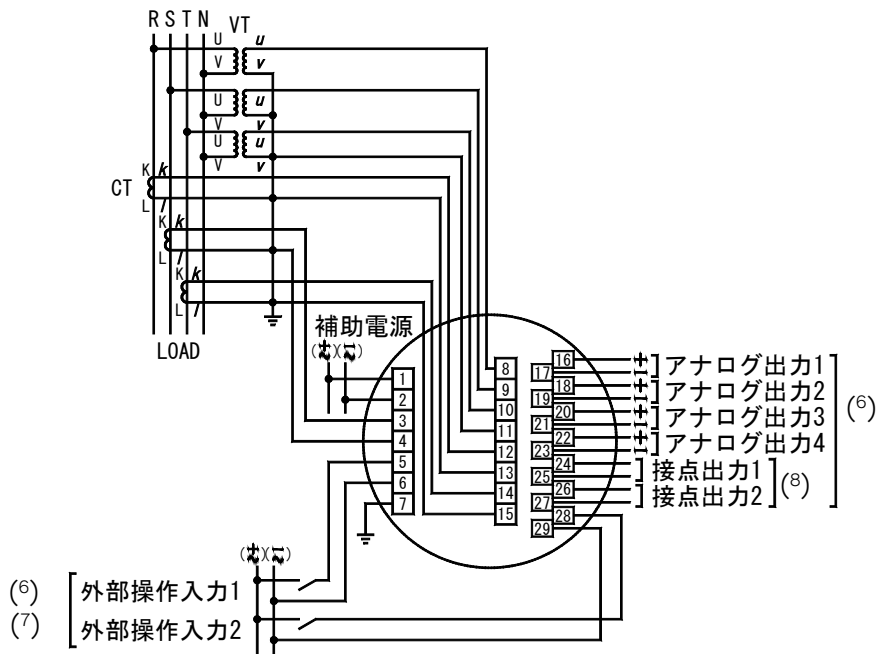 R S T N VT
U u
V v
U u
V v
U u
V v
CT
K k
L l
K k
L l
K k
L l
LOAD
補助電源
(+)(-)
1
2
3
4
5
6
7
8
9
10
11
12
13
14
15
16
17
18
19
20
21
22
23
24
25
26
27
28
29
+
-
]アナログ出力1
+
-
]アナログ出力2
+
-
]アナログ出力3
+
-
]アナログ出力4
(6)
]接点出力1
]接点出力2
(8)
(+)(-)
(6) 外部操作入力1
(7) 外部操作入力2